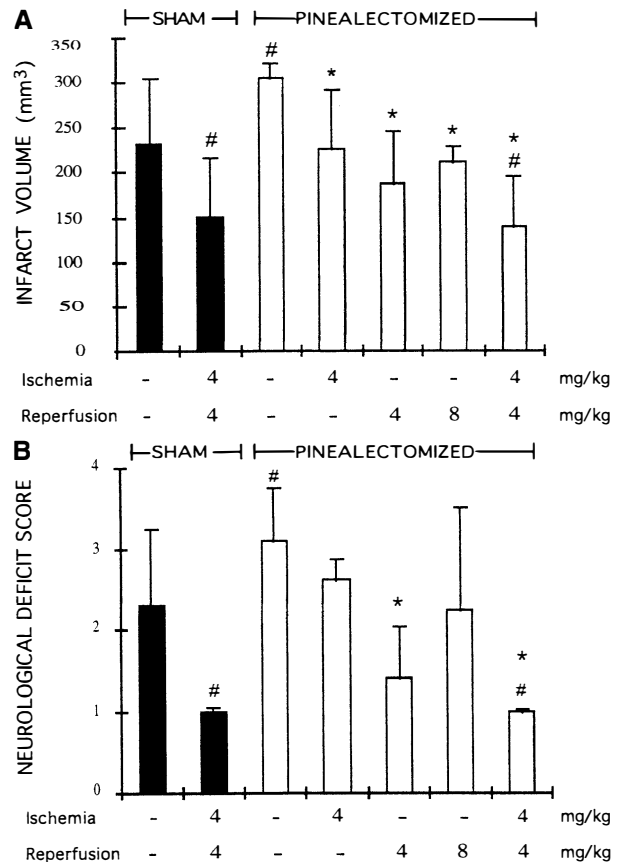 A
SHAM PINEALECTOMIZED
INFARCT VOLUME (mm³)
350
300
250
200
150
100
50
0
# # * * * * #
Ischemia - 4 - 4 - - 4 mg/kg
Reperfusion - 4 - - 4 8 4 mg/kg
B
SHAM PINEALECTOMIZED
NEUROLOGICAL DEFICIT SCORE
4
3
2
1
0
# # * * #
Ischemia - 4 - 4 - - 4 mg/kg
Reperfusion - 4 - - 4 8 4 mg/kg